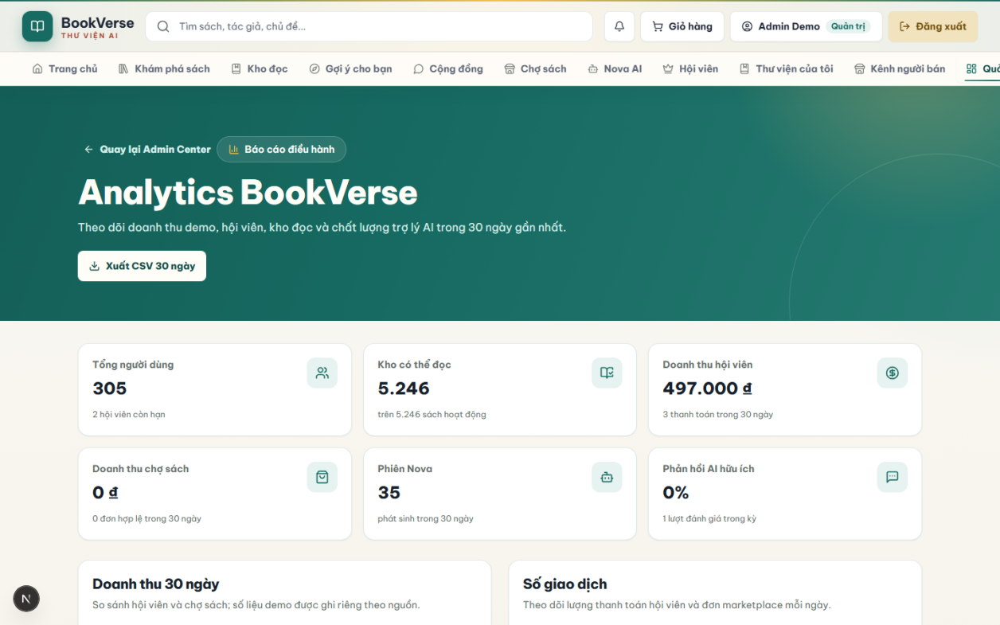 BookVerse
THƯ VIỆN AI
Tìm sách, tác giả, chủ đề...
Giỏ hàng
Admin Demo Quản trị
Đăng xuất
Trang chủ
Khám phá sách
Kho đọc
Gợi ý cho bạn
Cộng đồng
Chợ sách
Nova AI
Hội viên
Thư viện của tôi
Kênh người bán
Quay lại Admin Center
Báo cáo điều hành
Analytics BookVerse
Theo dõi doanh thu demo, hội viên, kho đọc và chất lượng trợ lý AI trong 30 ngày gần nhất.
Xuất CSV 30 ngày
Tổng người dùng
305
2 hội viên còn hạn
Kho có thể đọc
5.246
trên 5.246 sách hoạt động
Doanh thu hội viên
497.000 ₫
3 thanh toán trong 30 ngày
Doanh thu chợ sách
0 ₫
0 đơn hợp lệ trong 30 ngày
Phiên Nova
35
phát sinh trong 30 ngày
Phản hồi AI hữu ích
0%
1 lượt đánh giá trong kỳ
Doanh thu 30 ngày
So sánh hội viên và chợ sách; số liệu demo được ghi riêng theo nguồn.
Số giao dịch
Theo dõi lượng thanh toán hội viên và đơn marketplace mỗi ngày.
N